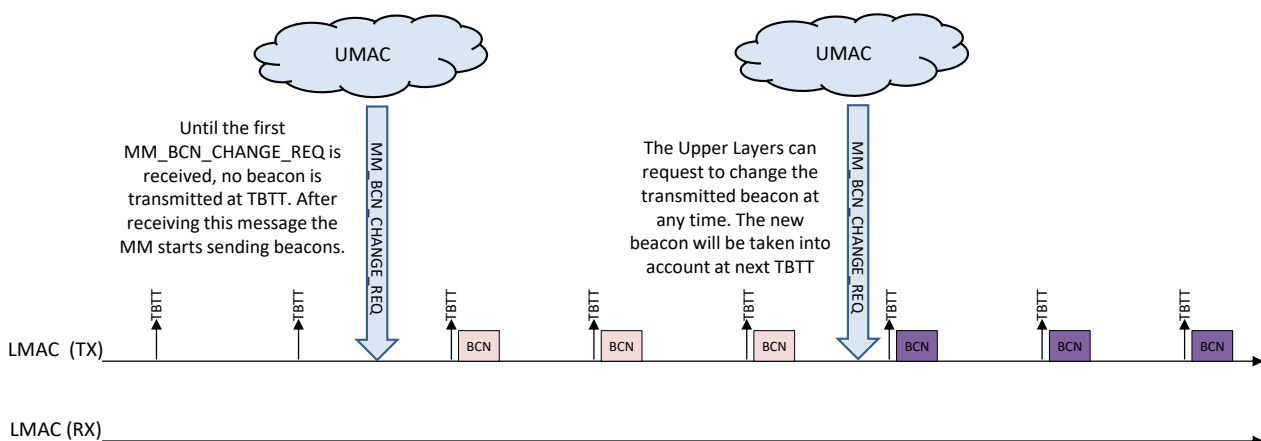 UMAC
UMAC
Until the first
MM_BCN_CHANGE_REQ is
received, no beacon is
transmitted at TBTT. After
receiving this message the
MM starts sending beacons.
MM_BCN_CHANGE_REQ
The Upper Layers can
request to change the
transmitted beacon at
any time. The new
beacon will be taken into
account at next TBTT
MM_BCN_CHANGE_REQ
TBTT
TBTT
TBTT
TBTT
TBTT
TBTT
TBTT
TBTT
LMAC (TX)
BCN
BCN
BCN
BCN
BCN
BCN
LMAC (RX)